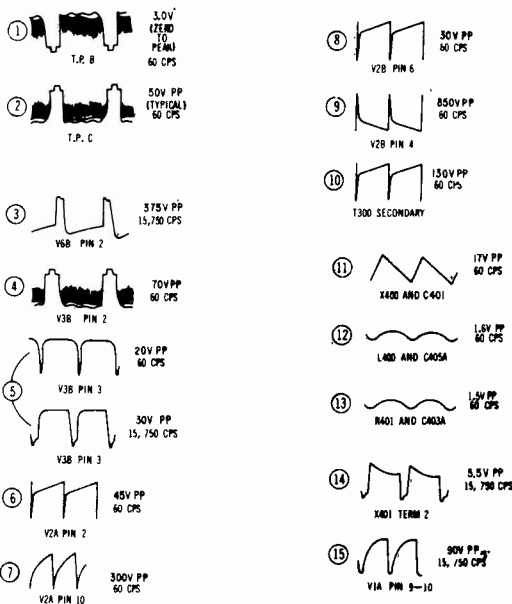 1
3.0V
(ZEND
TO
PEAK)
60 CPS
T.P. B
2
50V PP
(TYPICAL)
60 CPS
T.P. C
3
375V PP
15,750 CPS
V6B PIN 2
4
70V PP
60 CPS
V3B PIN 2
5
20V PP
60 CPS
V3B PIN 3
30V PP
15,750 CPS
V3B PIN 3
6
45V PP
60 CPS
V2A PIN 2
7
300V PP
60 CPS
V2A PIN 10
8
30V PP
60 CPS
V2B PIN 6
9
850V PP
60 CPS
V2B PIN 4
10
130V PP
60 CPS
T300 SECONDARY
11
17V PP
60 CPS
X400 AND C401
12
1.6V PP
60 CPS
L400 AND C405A
13
1.5V PP
60 CPS
R401 AND C403A
14
5.5V PP
15,750 CPS
X401 TERM 2
15
90V PP
15,750 CPS
V1A PIN 9-10